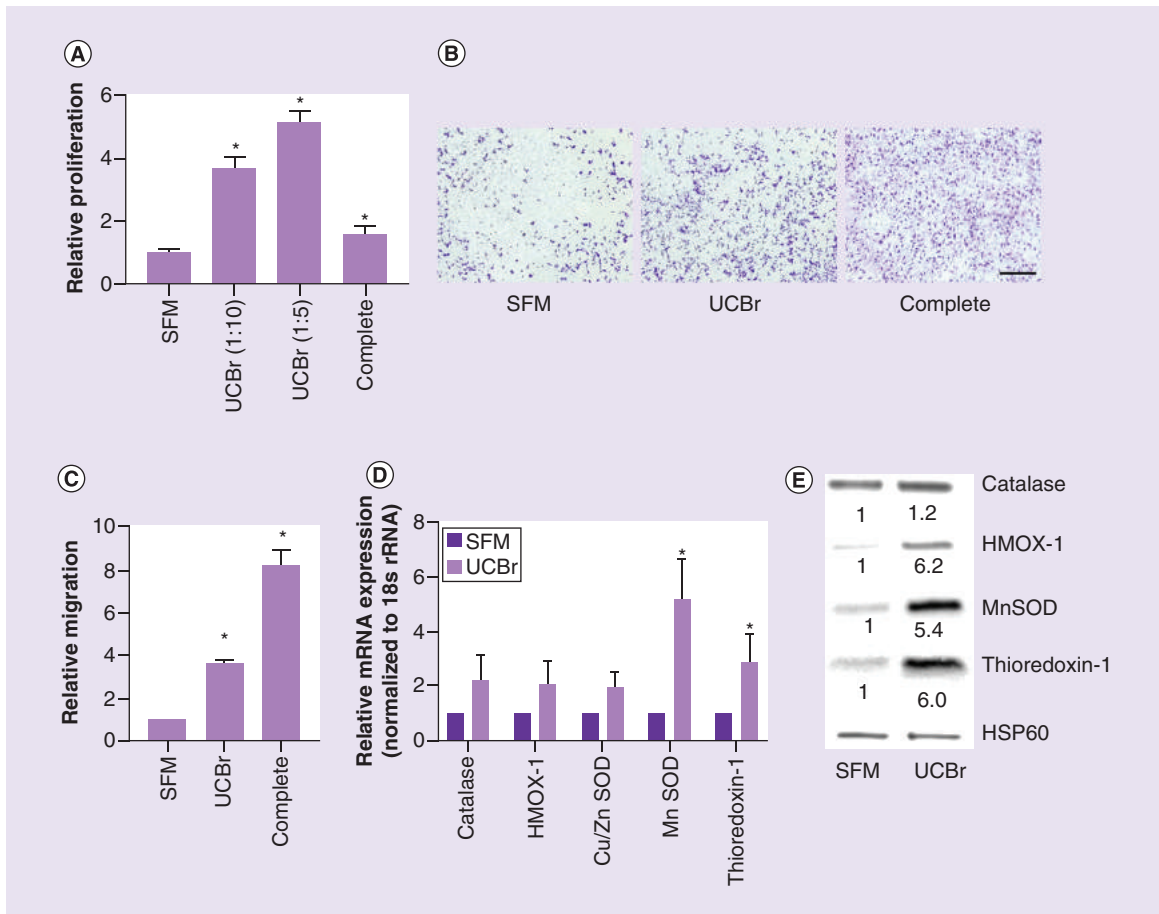 A
Relative proliferation
6
4
2
0
*
*
*
SFM
UCBr (1:10)
UCBr (1:5)
Complete
B
SFM
UCBr
Complete
C
Relative migration
10
8
6
4
2
0
*
*
SFM
UCBr
Complete
D
Relative mRNA expression
(normalized to 18s rRNA)
8
6
4
2
0
SFM
UCBr
*
*
Catalase
HMOX-1
Cu/Zn SOD
Mn SOD
Thioredoxin-1
E
Catalase
1 1.2
HMOX-1
1 6.2
MnSOD
1 5.4
Thioredoxin-1
1 6.0
HSP60
SFM UCBr